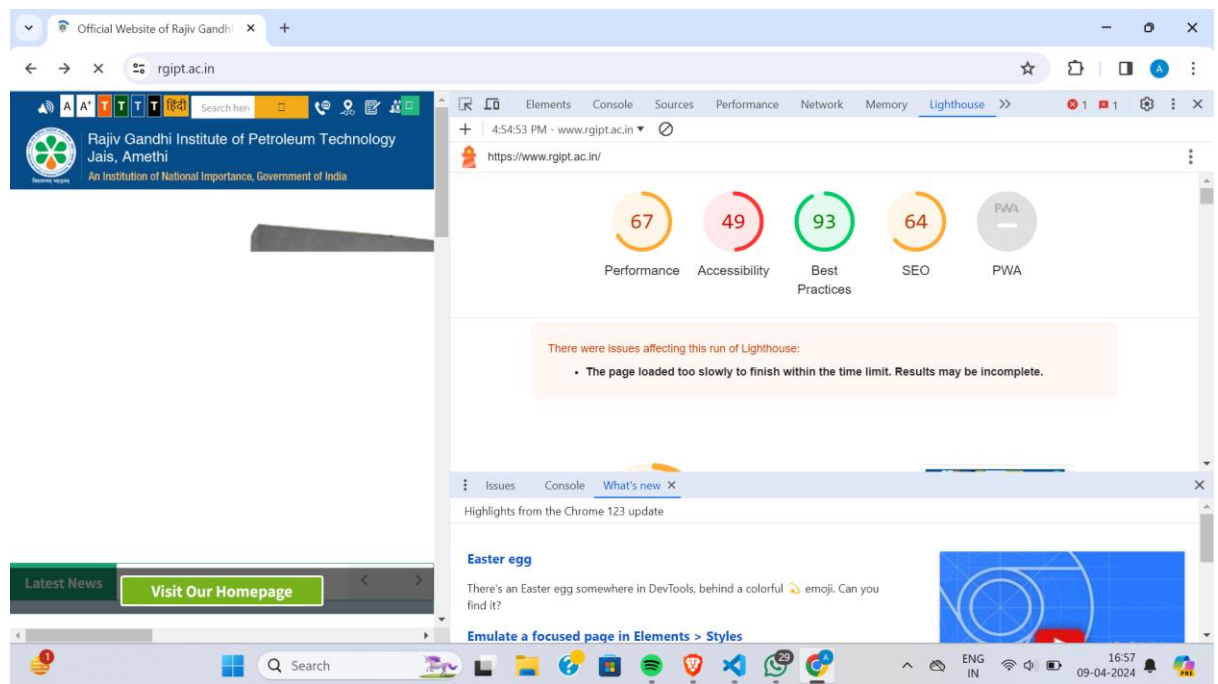 Official Website of Rajiv Gandhi
rgipt.ac.in
A A+ T T T T हिंदी Search here
Rajiv Gandhi Institute of Petroleum Technology
Jais, Amethi
An Institution of National Importance, Government of India
Latest News
Visit Our Homepage
Elements Console Sources Performance Network Memory Lighthouse 1 1
4:54:53 PM - www.rgipt.ac.in
https://www.rgipt.ac.in/
67 49 93 64 PWA
Performance Accessibility Best SEO PWA
Practices
There were issues affecting this run of Lighthouse:
• The page loaded too slowly to finish within the time limit. Results may be incomplete.
Issues Console What's new
Highlights from the Chrome 123 update
Easter egg
There's an Easter egg somewhere in DevTools, behind a colorful 💫 emoji. Can you
find it?
Emulate a focused page in Elements > Styles
1 Search 29 A ENG 16:57
IN 09-04-2024